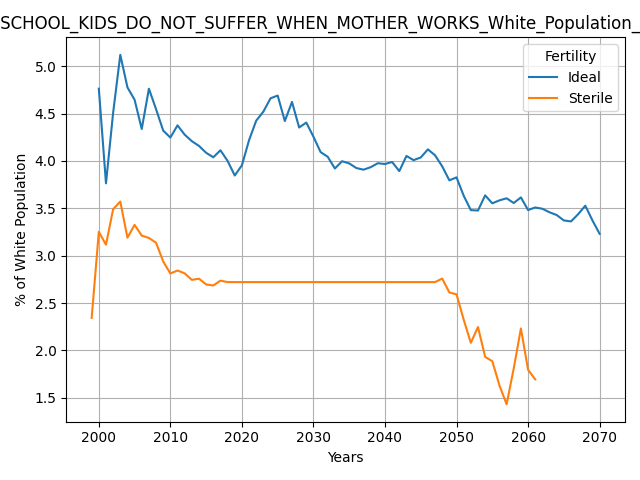 SCHOOL_KIDS_DO_NOT_SUFFER_WHEN_MOTHER_WORKS_White_Population_
Fertility
Ideal
Sterile
% of White Population
5.0
4.5
4.0
3.5
3.0
2.5
2.0
1.5
2000 2010 2020 2030 2040 2050 2060 2070
Years